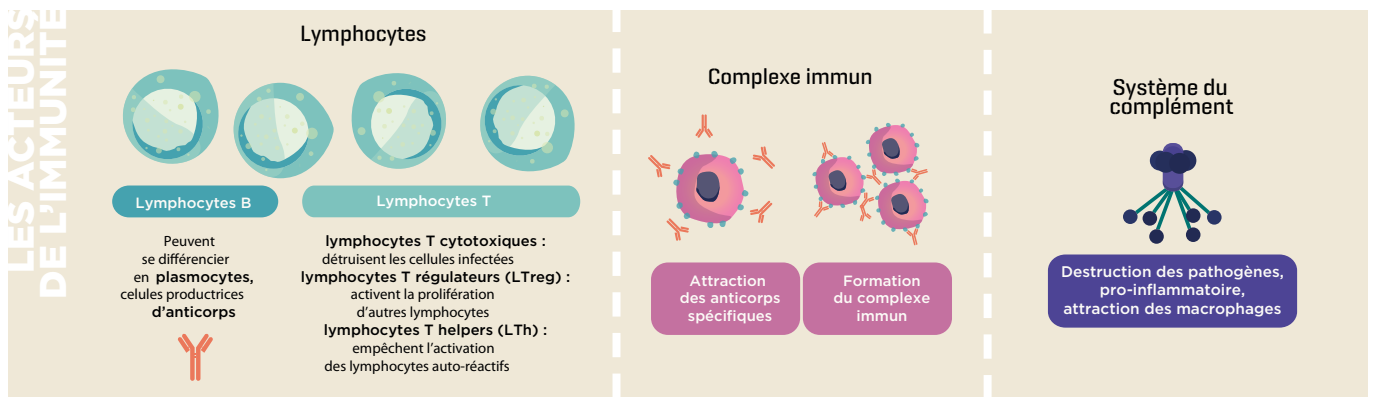 LES ACTEURS
DE L'IMMUNITÉ
Lymphocytes
Lymphocytes B
Peuvent
se différencier
en plasmocytes,
celules productrices
d'anticorps
Lymphocytes T
lymphocytes T cytotoxiques :
détruisent les cellules infectées
lymphocytes T régulateurs (LTreg) :
activent la prolifération
d'autres lymphocytes
lymphocytes T helpers (LTh) :
empêchent l'activation
des lymphocytes auto-réactifs
Complexe immun
Attraction
des anticorps
spécifiques
Formation
du complexe
immun
Système du
complément
Destruction des pathogènes,
pro-inflammatoire,
attraction des macrophages